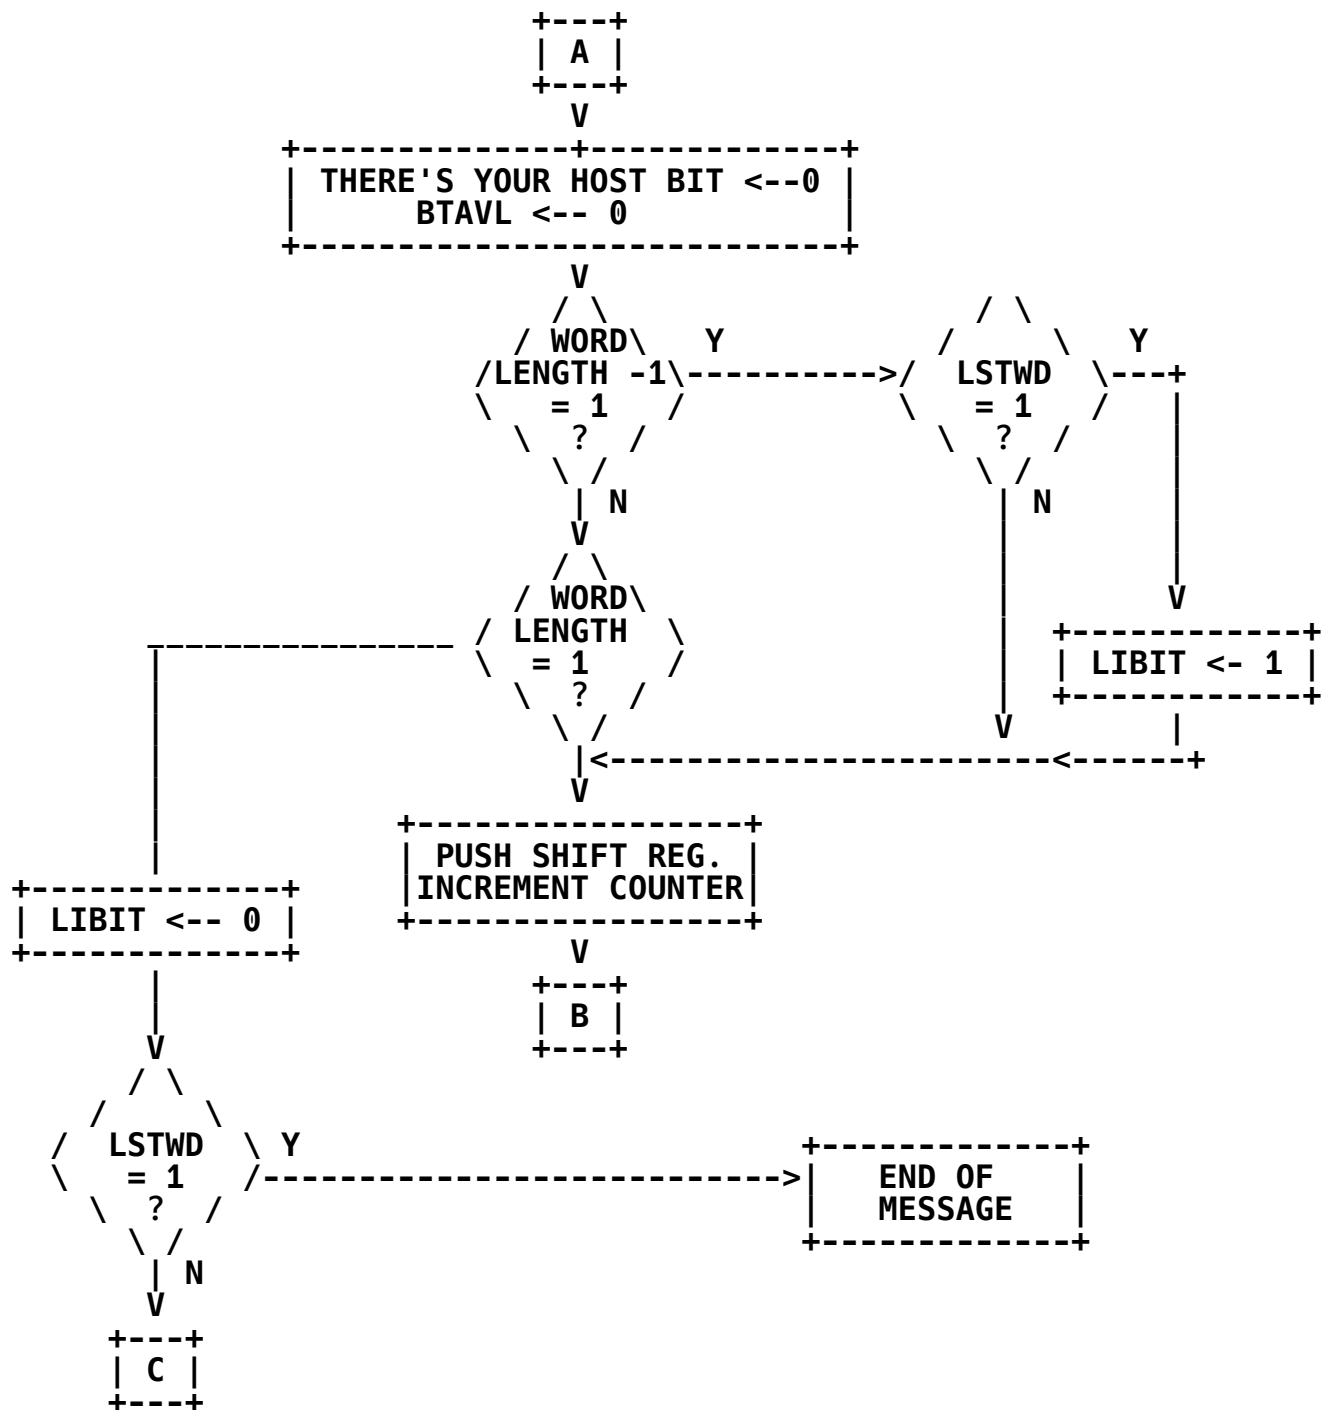 A
THERE'S YOUR HOST BIT <--0
BTAVL <-- 0
WORD
LENGTH -1
= 1
?
Y
LSTWD
= 1
?
Y
N
N
WORD
LENGTH
= 1
?
LIBIT <- 1
PUSH SHIFT REG.
INCREMENT COUNTER
LIBIT <-- 0
B
LSTWD
= 1
?
Y
END OF
MESSAGE
N
C